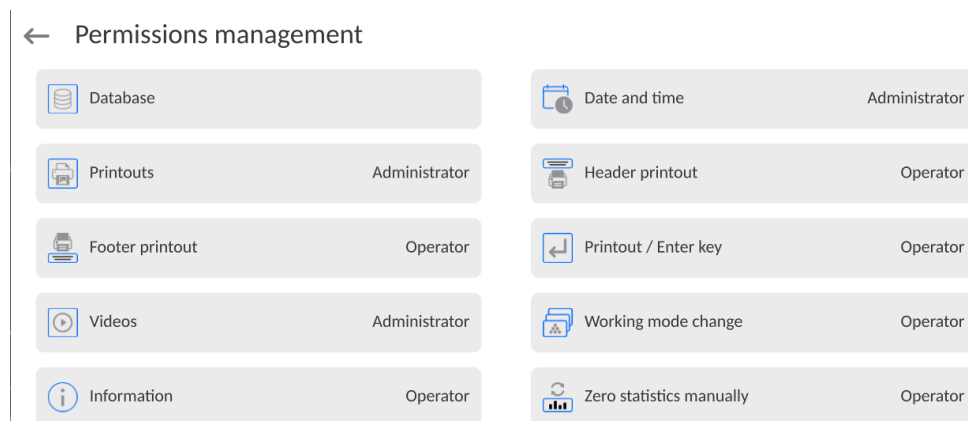 Permissions management
Database
Date and time Administrator
Printouts Administrator
Header printout Operator
Footer printout Operator
Printout / Enter key Operator
Videos Administrator
Working mode change Operator
Information Operator
Zero statistics manually Operator